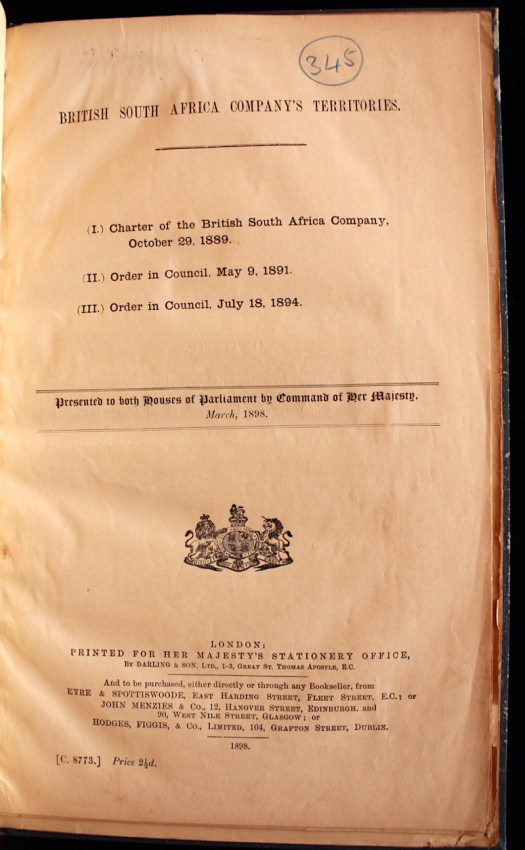 345
BRITISH SOUTH AFRICA COMPANY'S TERRITORIES.
(I.) Charter of the British South Africa Company,
October 29, 1889.
(II.) Order in Council, May 9, 1891.
(III.) Order in Council, July 18, 1894.
Presented to both Houses of Parliament by Command of Her Majesty.
March, 1898.
LONDON:
PRINTED FOR HER MAJESTY'S STATIONERY OFFICE,
BY DARLING & SON, LTD., 1-3, GREAT ST. THOMAS APOSTLE, E.C.
And to be purchased, either directly or through any Bookseller, from
EYRE & SPOTTISWOODE, EAST HARDING STREET, FLEET STREET, E.C.; or
JOHN MENZIES & Co., 12, HANOVER STREET, EDINBURGH, and
90, WEST NILE STREET, GLASGOW; or
HODGES, FIGGIS, & Co., LIMITED, 104, GRAFTON STREET, DUBLIN.
1898.
[C. 8773.] Price 2½d.